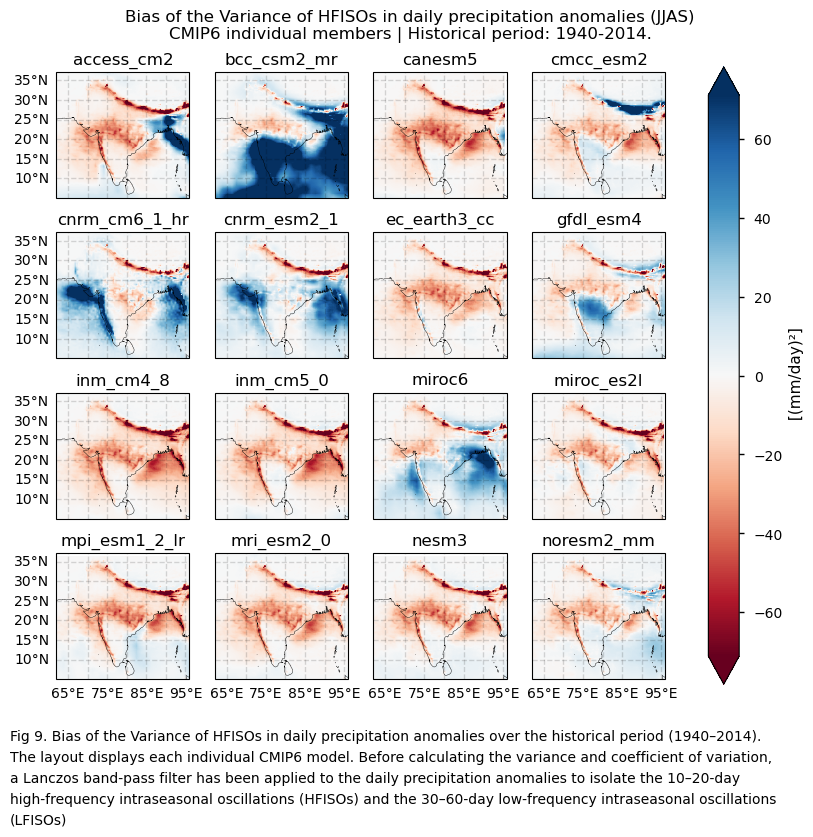 Bias of the Variance of HFISOs in daily precipitation anomalies (JJAS)
CMIP6 individual members | Historical period: 1940-2014.
access_cm2 bcc_csm2_mr canesm5 cmcc_esm2
35°N
30°N
25°N
20°N
15°N
10°N
cnrm_cm6_1_hr cnrm_esm2_1 ec_earth3_cc gfdl_esm4
35°N
30°N
25°N
20°N
15°N
10°N
inm_cm4_8 inm_cm5_0 miroc6 miroc_es2l
35°N
30°N
25°N
20°N
15°N
10°N
mpi_esm1_2_lr mri_esm2_0 nesm3 noresm2_mm
35°N
30°N
25°N
20°N
15°N
10°N
65°E 75°E 85°E 95°E 65°E 75°E 85°E 95°E 65°E 75°E 85°E 95°E 65°E 75°E 85°E 95°E
60
40
20
0
−20
−40
−60
[(mm/day)²]
Fig 9. Bias of the Variance of HFISOs in daily precipitation anomalies over the historical period (1940–2014).
The layout displays each individual CMIP6 model. Before calculating the variance and coefficient of variation,
a Lanczos band-pass filter has been applied to the daily precipitation anomalies to isolate the 10–20-day
high-frequency intraseasonal oscillations (HFISOs) and the 30–60-day low-frequency intraseasonal oscillations
(LFISOs)